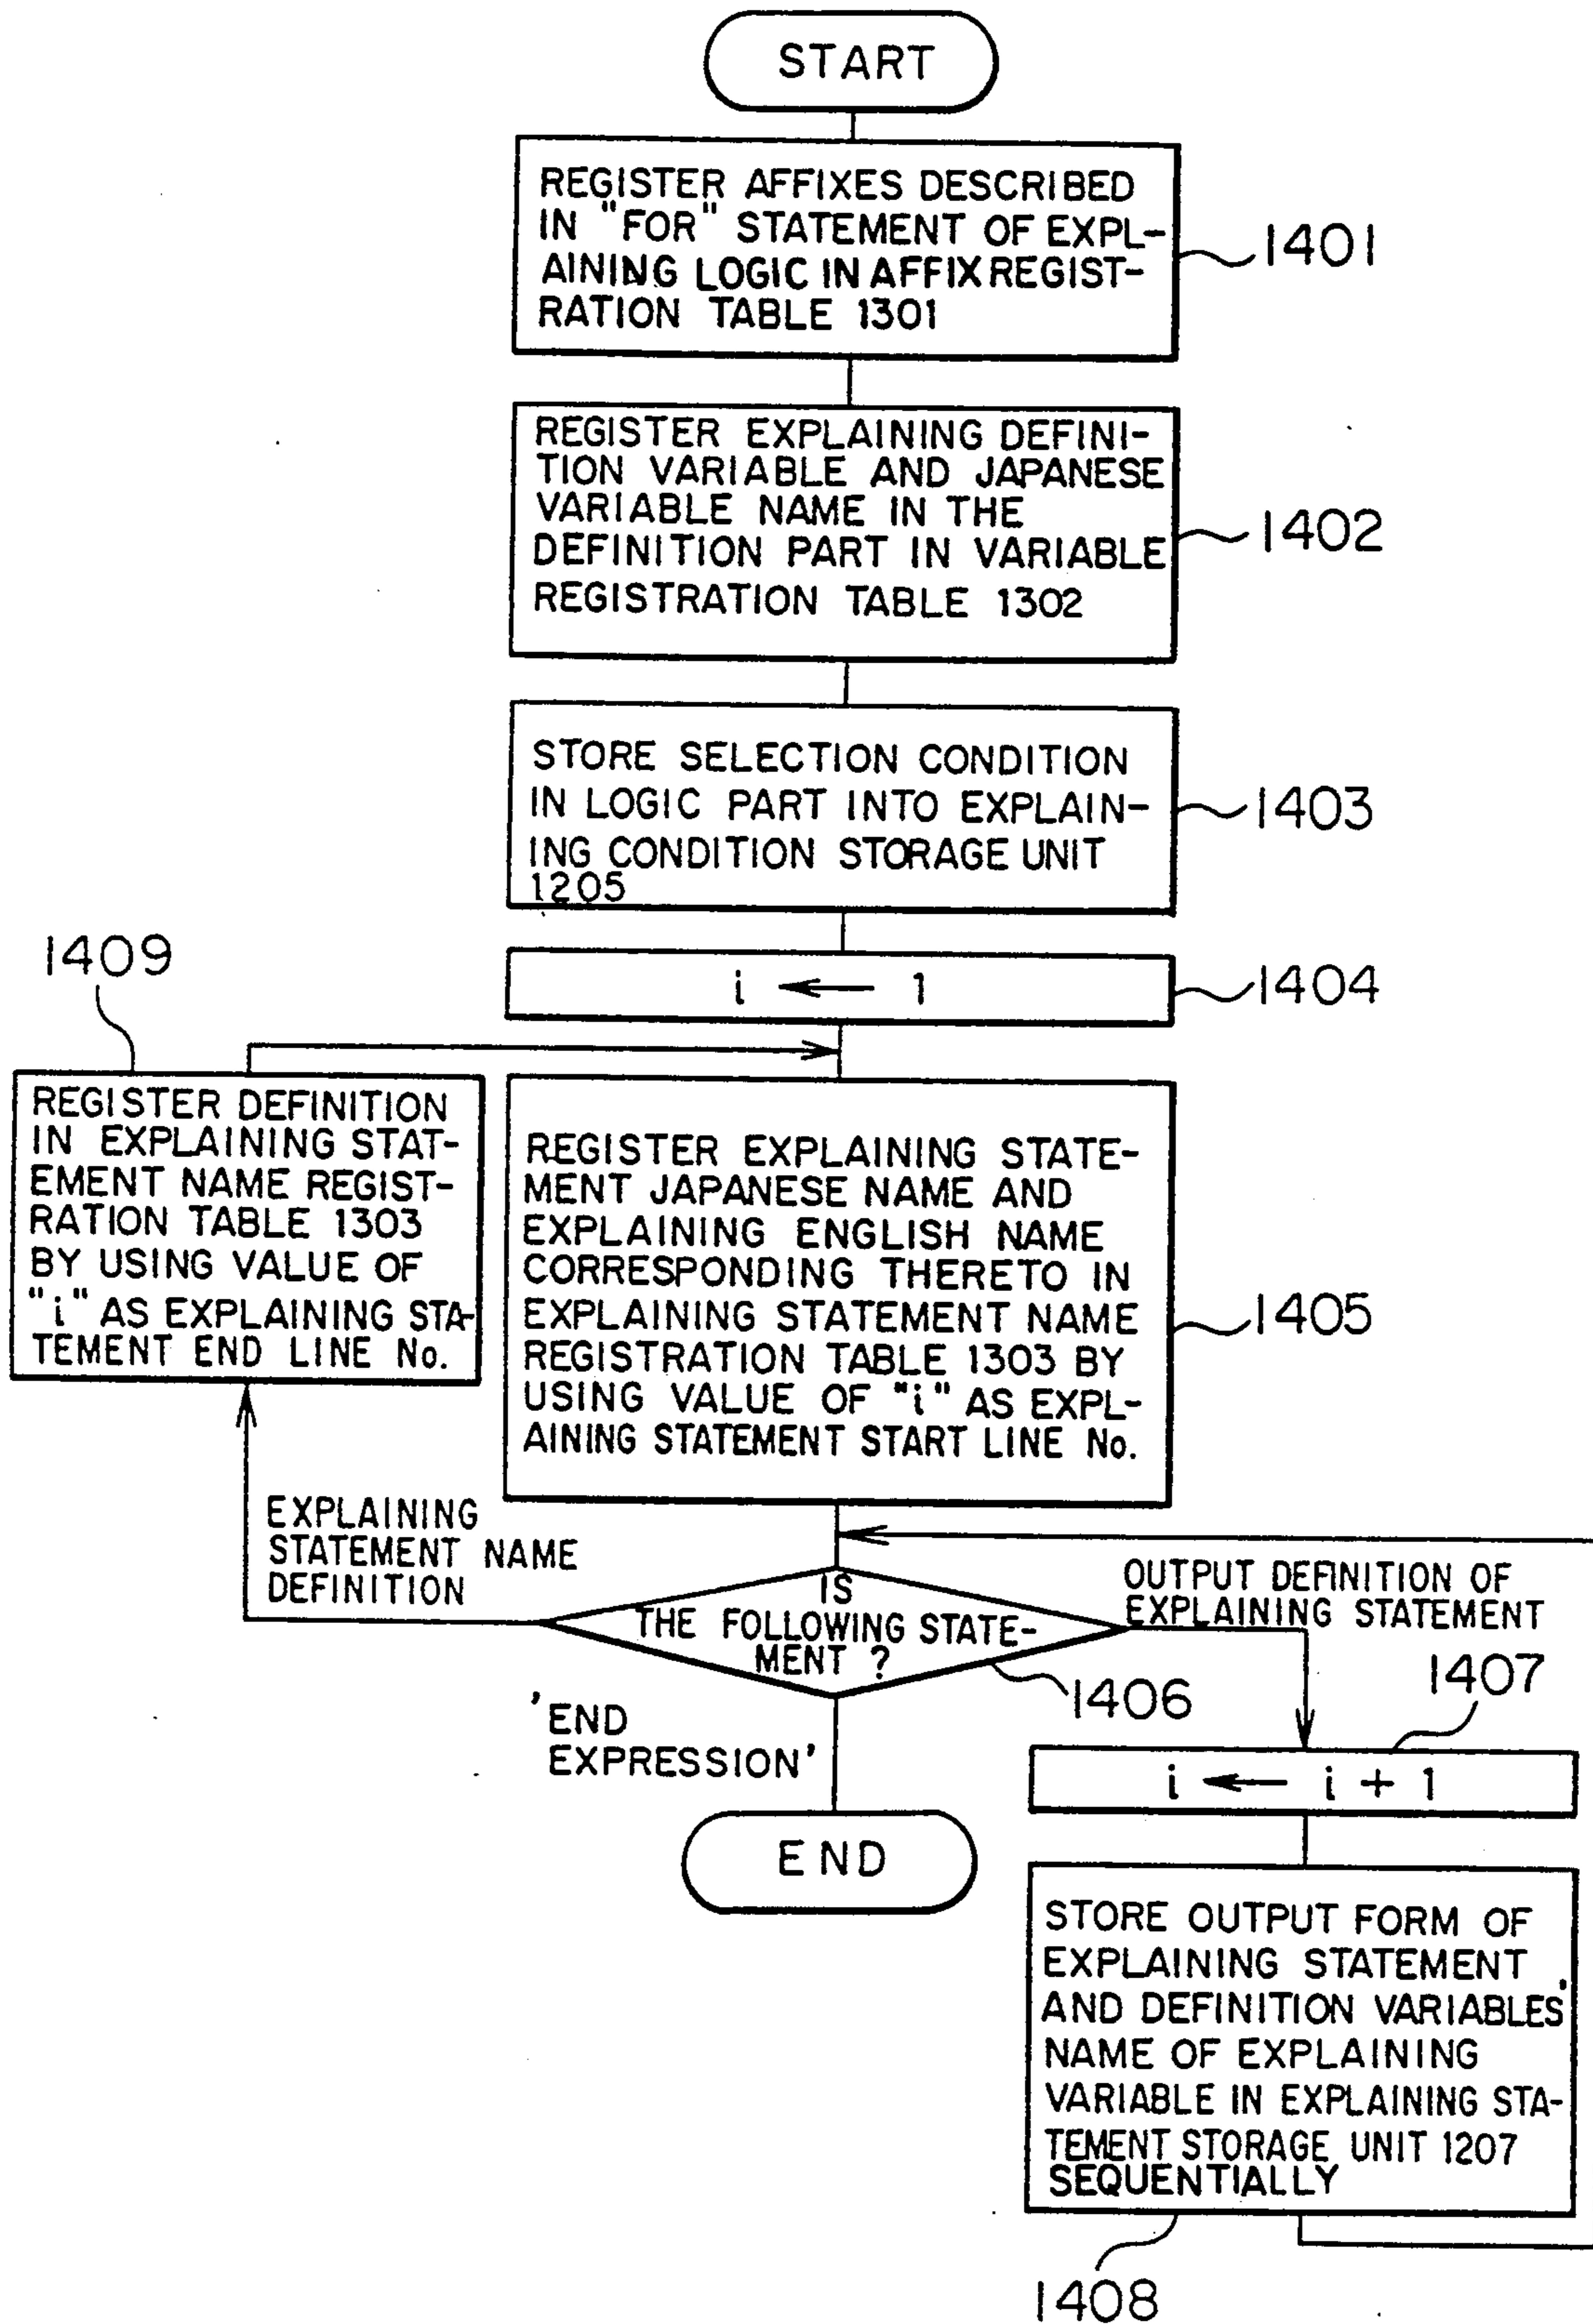 START
REGISTER AFFIXES DESCRIBED
IN "FOR" STATEMENT OF EXPL-
AINING LOGIC IN AFFIX REGIST-
RATION TABLE 1301
1401
REGISTER EXPLAINING DEFINI-
TION VARIABLE AND JAPANESE
VARIABLE NAME IN THE
DEFINITION PART IN VARIABLE
REGISTRATION TABLE 1302
1402
STORE SELECTION CONDITION
IN LOGIC PART INTO EXPLAIN-
ING CONDITION STORAGE UNIT
1205
1403
i ← 1
1404
1409
REGISTER DEFINITION
IN EXPLAINING STAT-
EMENT NAME REGIST-
RATION TABLE 1303
BY USING VALUE OF
"i" AS EXPLAINING STA-
TEMENT END LINE No.
REGISTER EXPLAINING STATE-
MENT JAPANESE NAME AND
EXPLAINING ENGLISH NAME
CORRESPONDING THERETO IN
EXPLAINING STATEMENT NAME
REGISTRATION TABLE 1303 BY
USING VALUE OF "i" AS EXPL-
AINING STATEMENT START LINE No.
1405
EXPLAINING
STATEMENT NAME
DEFINITION
IS
THE FOLLOWING STATE-
MENT ?
1406
OUTPUT DEFINITION OF
EXPLAINING STATEMENT
'END
EXPRESSION'
END
1407
i ← i + 1
STORE OUTPUT FORM OF
EXPLAINING STATEMENT
AND DEFINITION VARIABLES'
NAME OF EXPLAINING
VARIABLE IN EXPLAINING STA-
TEMENT STORAGE UNIT 1207
SEQUENTIALLY
1408